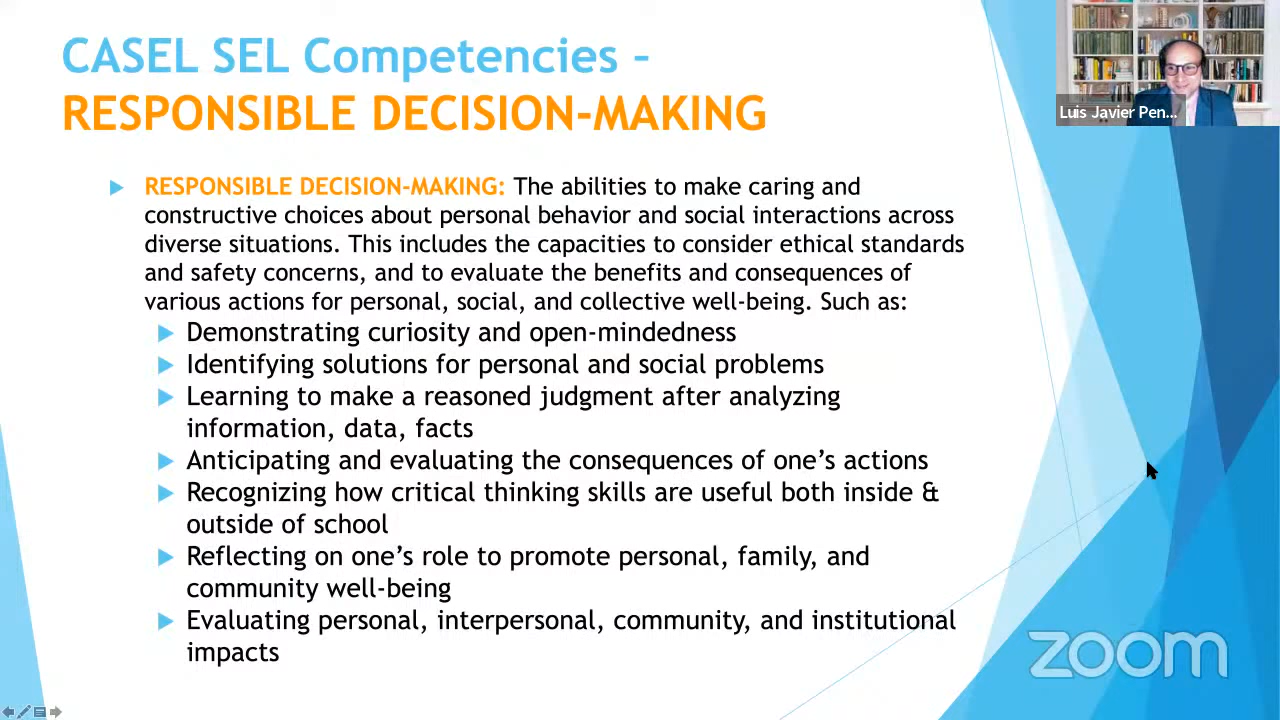 CASEL SEL Competencies –
RESPONSIBLE DECISION-MAKING
Luis Javier Pen...
RESPONSIBLE DECISION-MAKING: The abilities to make caring and
constructive choices about personal behavior and social interactions across
diverse situations. This includes the capacities to consider ethical standards
and safety concerns, and to evaluate the benefits and consequences of
various actions for personal, social, and collective well-being. Such as:
Demonstrating curiosity and open-mindedness
Identifying solutions for personal and social problems
Learning to make a reasoned judgment after analyzing
information, data, facts
Anticipating and evaluating the consequences of one’s actions
Recognizing how critical thinking skills are useful both inside &
outside of school
Reflecting on one’s role to promote personal, family, and
community well-being
Evaluating personal, interpersonal, community, and institutional
impacts
zoom